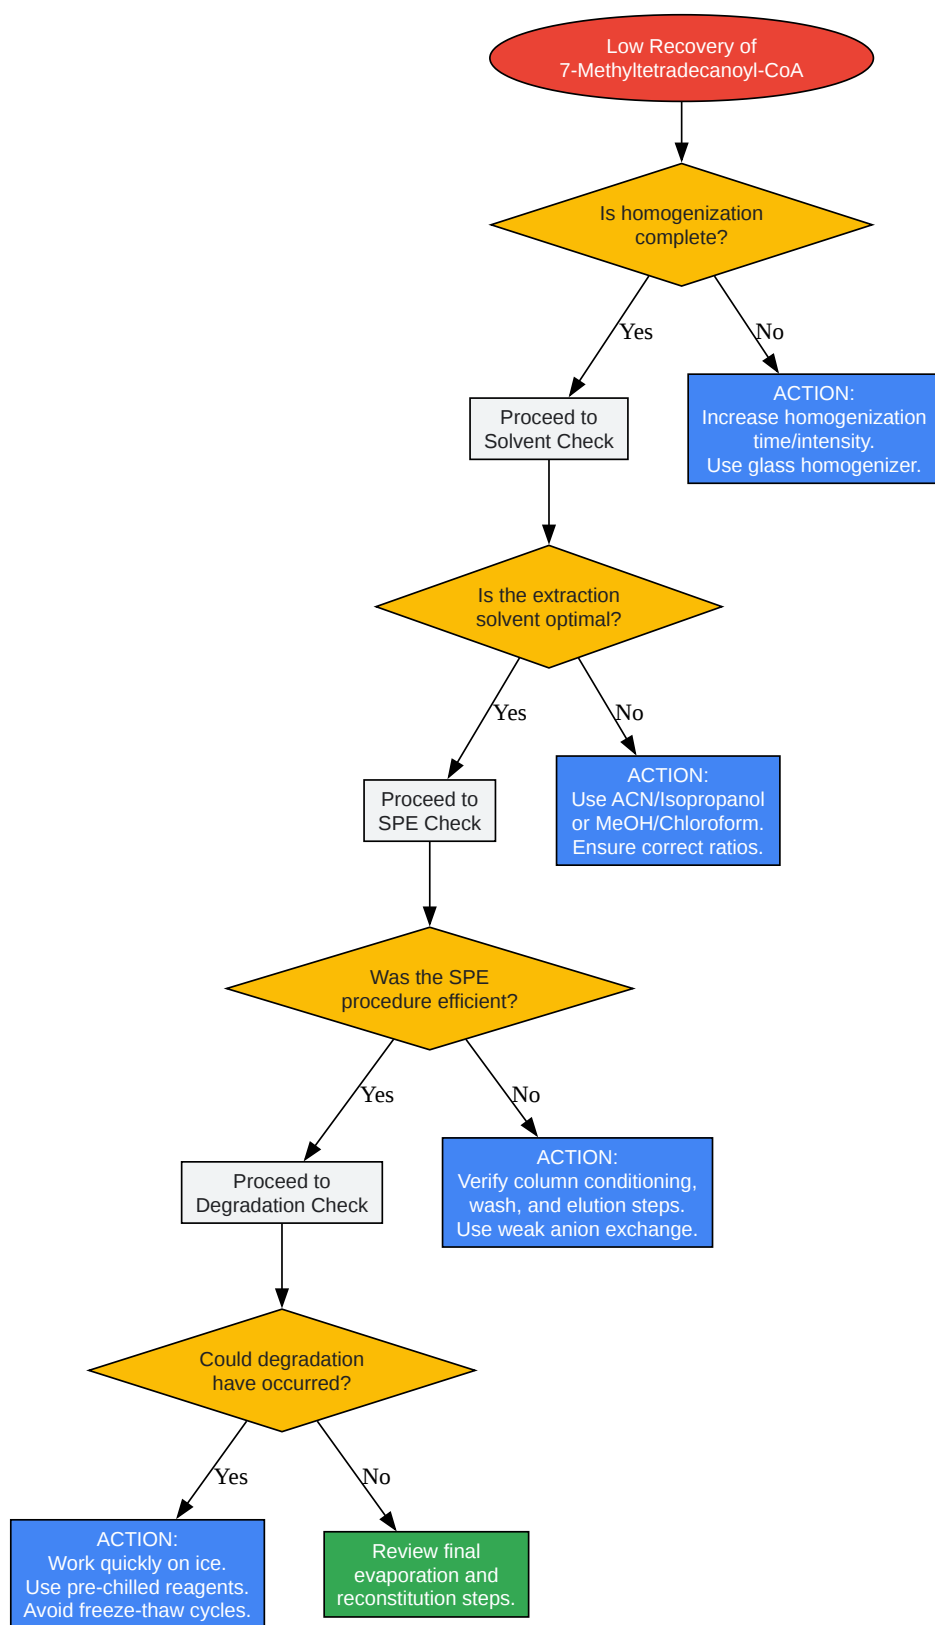 Low Recovery of
7-Methyltetradecanoyl-CoA
Is homogenization
complete?
Yes
No
Proceed to
Solvent Check
ACTION:
Increase homogenization
time/intensity.
Use glass homogenizer.
Is the extraction
solvent optimal?
Yes
No
Proceed to
SPE Check
ACTION:
Use ACN/Isopropanol
or MeOH/Chloroform.
Ensure correct ratios.
Was the SPE
procedure efficient?
Yes
No
Proceed to
Degradation Check
ACTION:
Verify column conditioning,
wash, and elution steps.
Use weak anion exchange.
Could degradation
have occurred?
Yes
No
ACTION:
Work quickly on ice.
Use pre-chilled reagents.
Avoid freeze-thaw cycles.
Review final
evaporation and
reconstitution steps.